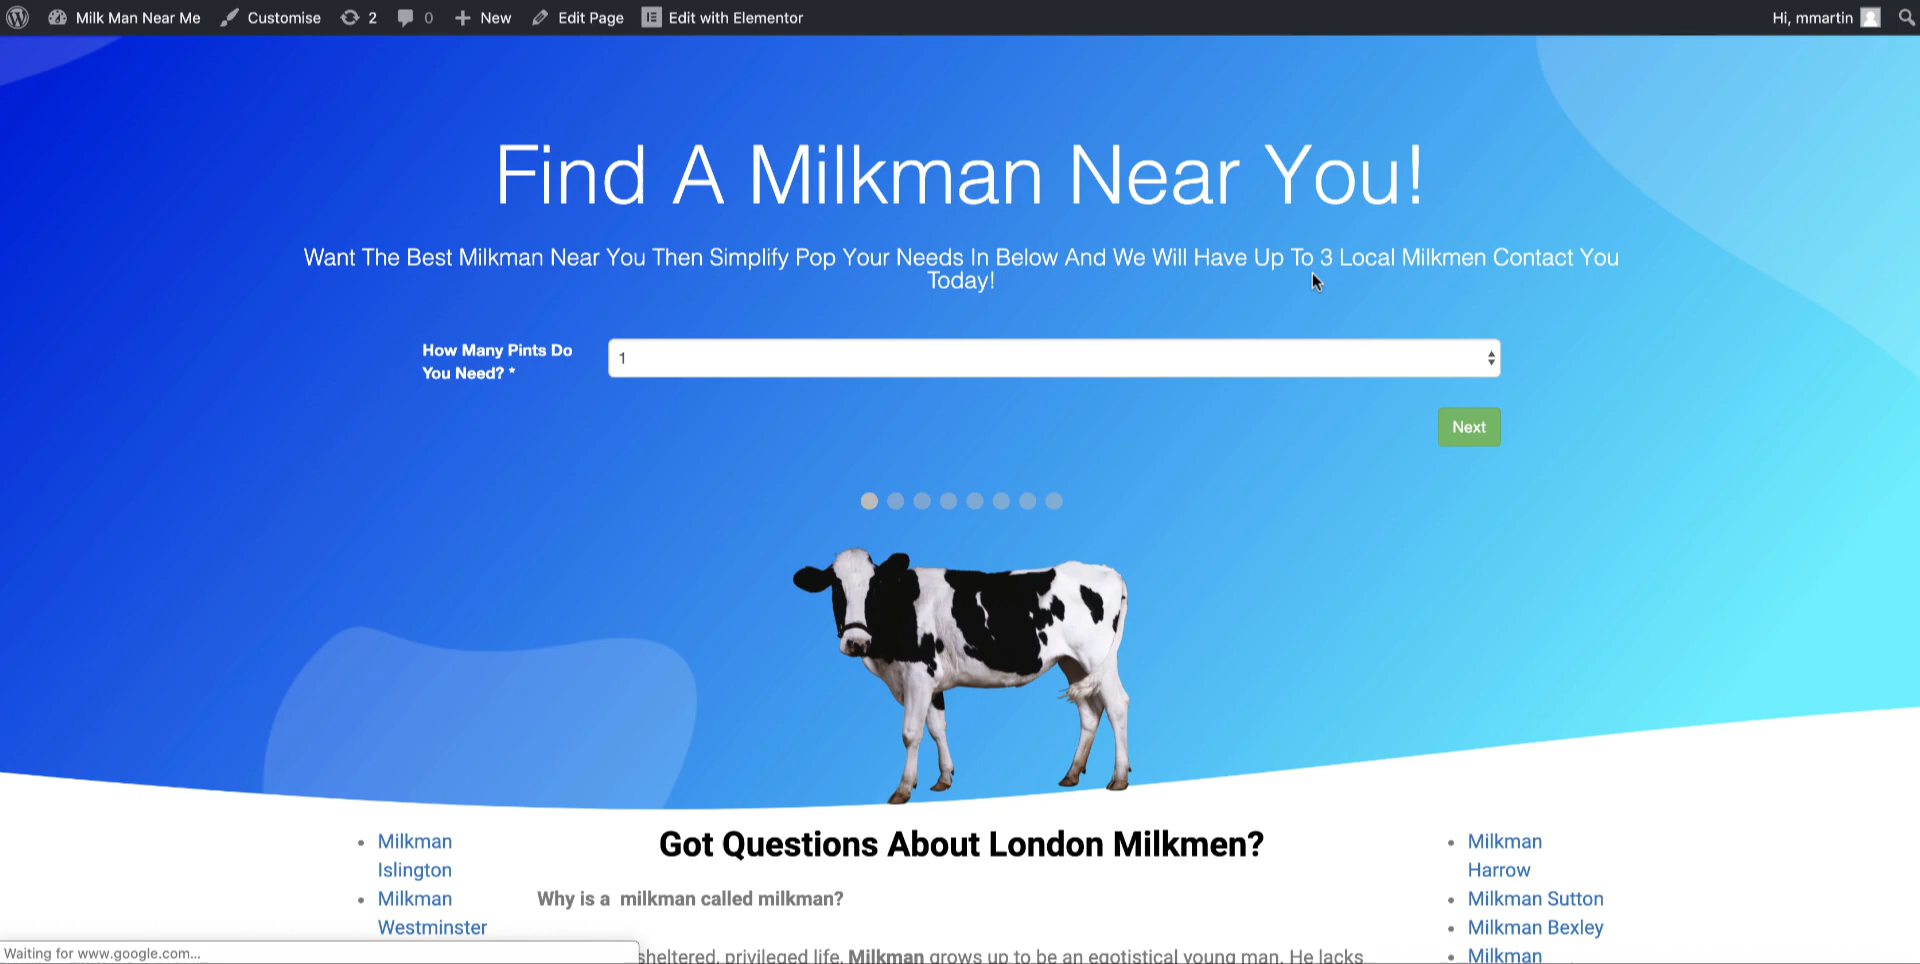 Milk Man Near Me Customise 2 0 New Edit Page Edit with Elementor Hi, mmartin
Find A Milkman Near You!
Want The Best Milkman Near You Then Simplify Pop Your Needs In Below And We Will Have Up To 3 Local Milkmen Contact You
Today!
How Many Pints Do
You Need? *
1
Next
Got Questions About London Milkmen?
Milkman
Islington
Milkman
Westminster
Why is a milkman called milkman?
sheltered, privileged life, Milkman grows up to be an egotistical young man. He lacks
Milkman
Harrow
Milkman Sutton
Milkman Bexley
Milkman
Waiting for www.google.com...